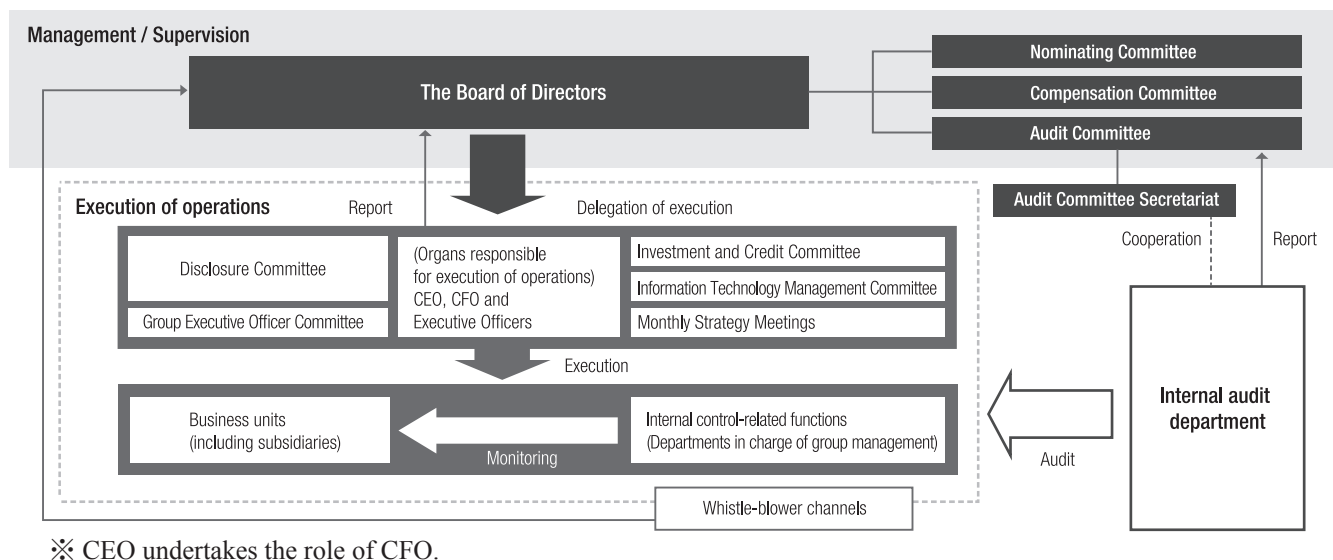 Management / Supervision
The Board of Directors
Nominating Committee
Compensation Committee
Audit Committee
Audit Committee Secretariat
Cooperation
Report
Execution of operations
Report
Delegation of execution
Disclosure Committee
Group Executive Officer Committee
(Organs responsible
for execution of operations)
CEO, CFO and
Executive Officers
Investment and Credit Committee
Information Technology Management Committee
Monthly Strategy Meetings
Execution
Business units
(including subsidiaries)
Monitoring
Internal control-related functions
(Departments in charge of group management)
Audit
Internal audit
department
Whistle-blower channels
※ CEO undertakes the role of CFO.